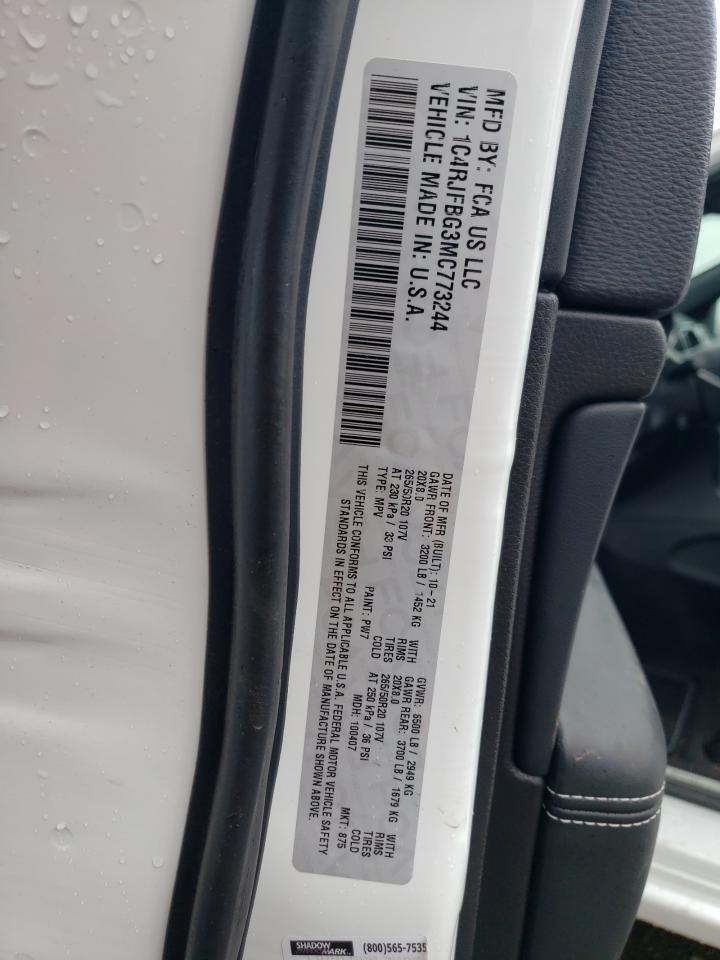 MFD BY: FCA US LLC
VIN: 1C4RJFBG3MC773244
VEHICLE MADE IN: U.S.A.
DATE OF MFR (BUILT): 10-21 GVWR: 6500 LB / 2949 KG
GAWR FRONT: 3200 LB / 1452 KG WITH GAWR REAR: 3700 LB / 1679 KG WITH
20X8.0 RIMS 20X8.0 RIMS
265/50R20 107V TIRES 265/50R20 107V TIRES
AT 230 kPa / 33 PSI COLD AT 250 kPa / 36 PSI COLD
TYPE: MPV PAINT: PW7 MDH: 100407 MKT: 875
THIS VEHICLE CONFORMS TO ALL APPLICABLE U.S.A. FEDERAL MOTOR VEHICLE SAFETY
STANDARDS IN EFFECT ON THE DATE OF MANUFACTURE SHOWN ABOVE.
SHADOW MARK (800)565-7535